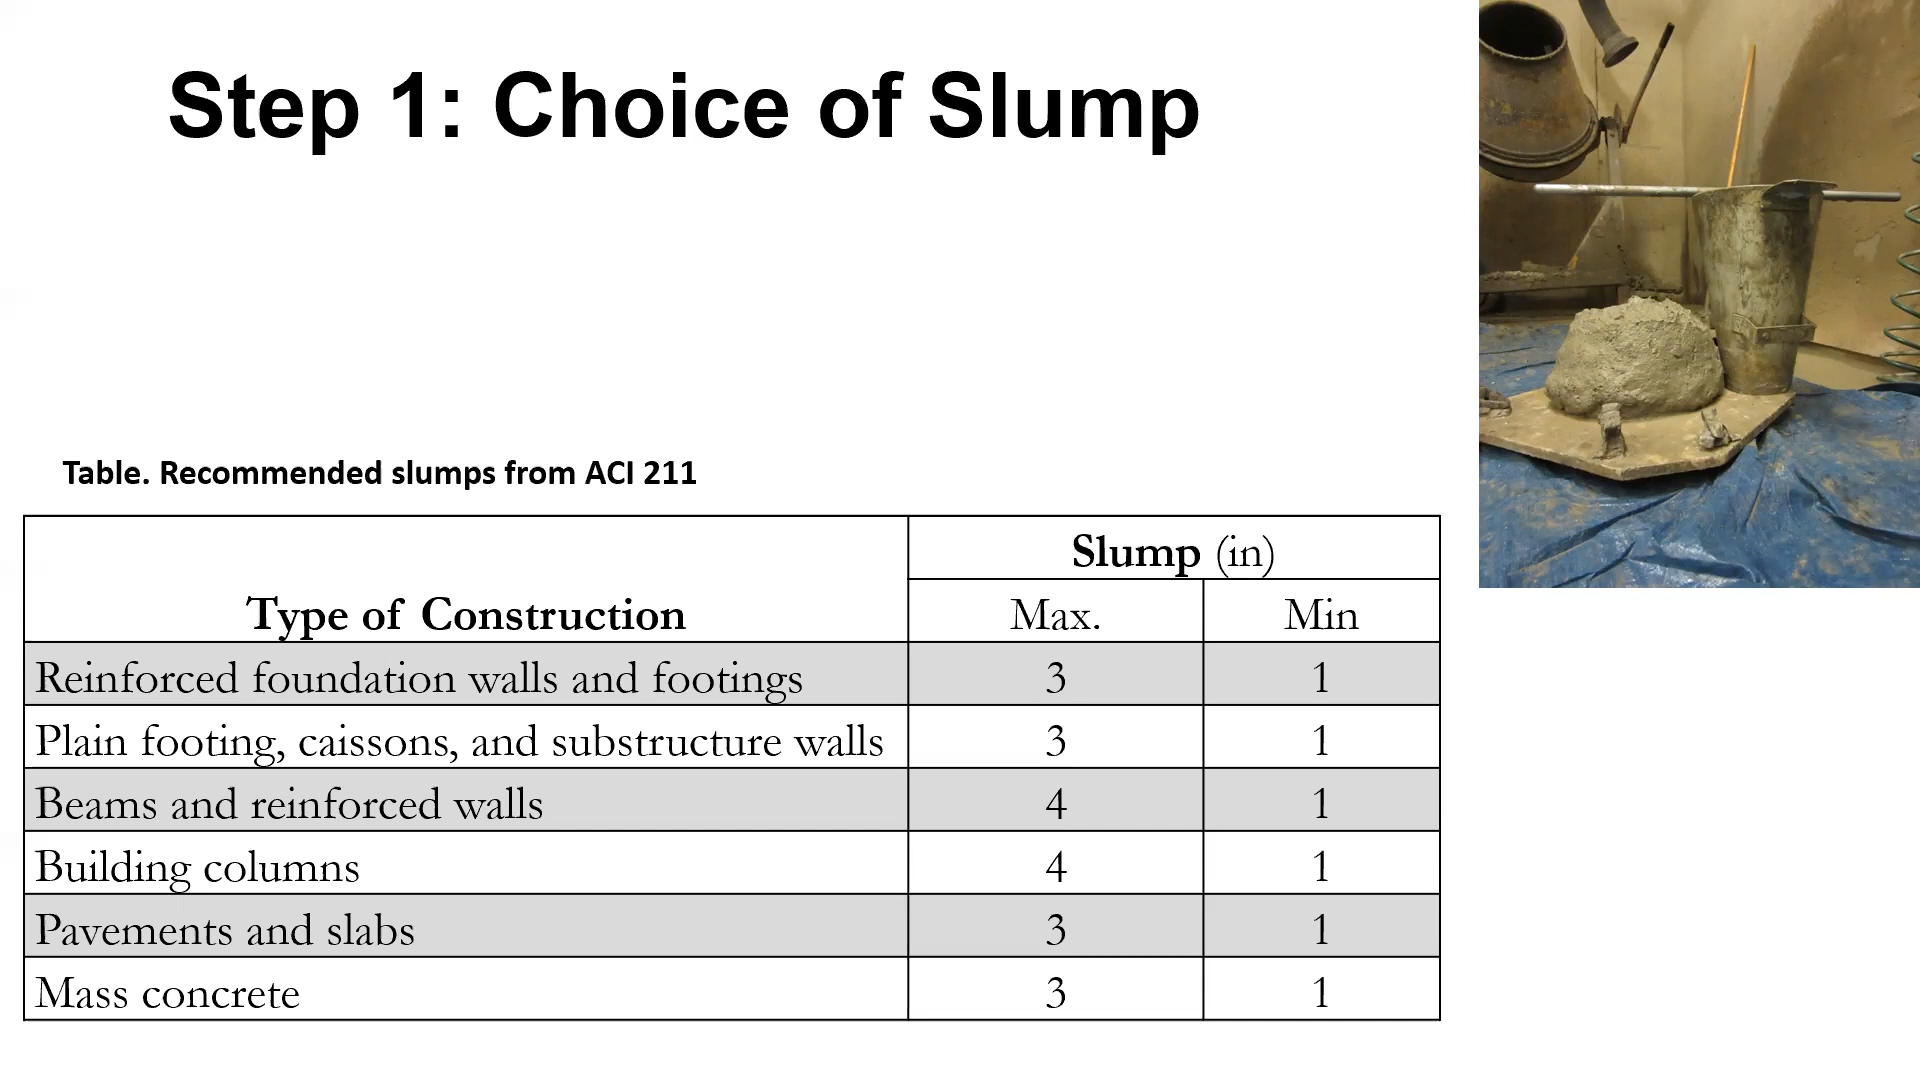 Step 1: Choice of Slump
Table. Recommended slumps from ACI 211
Slump (in)
Type of Construction Max. Min
Reinforced foundation walls and footings 3 1
Plain footing, caissons, and substructure walls 3 1
Beams and reinforced walls 4 1
Building columns 4 1
Pavements and slabs 3 1
Mass concrete 3 1